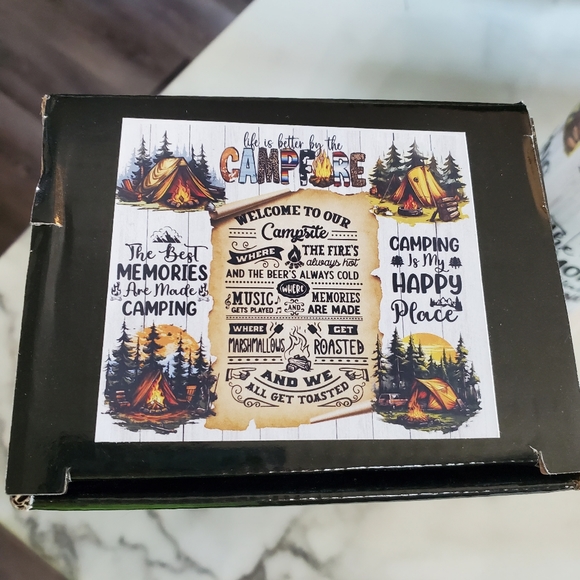 life is better by the
CAMPFIRE
The Best
MEMORIES
Are Made
CAMPING
WELCOME TO OUR
Campsite
WHERE THE FIRE'S
always hot
AND THE BEER'S ALWAYS COLD
WHERE
MUSIC
GETS PLAYED
AND
MEMORIES
ARE MADE
WHERE GET
MARSHMALLOWS ROASTED
AND WE
ALL GET TOASTED
CAMPING
Is My
HAPPY
Place